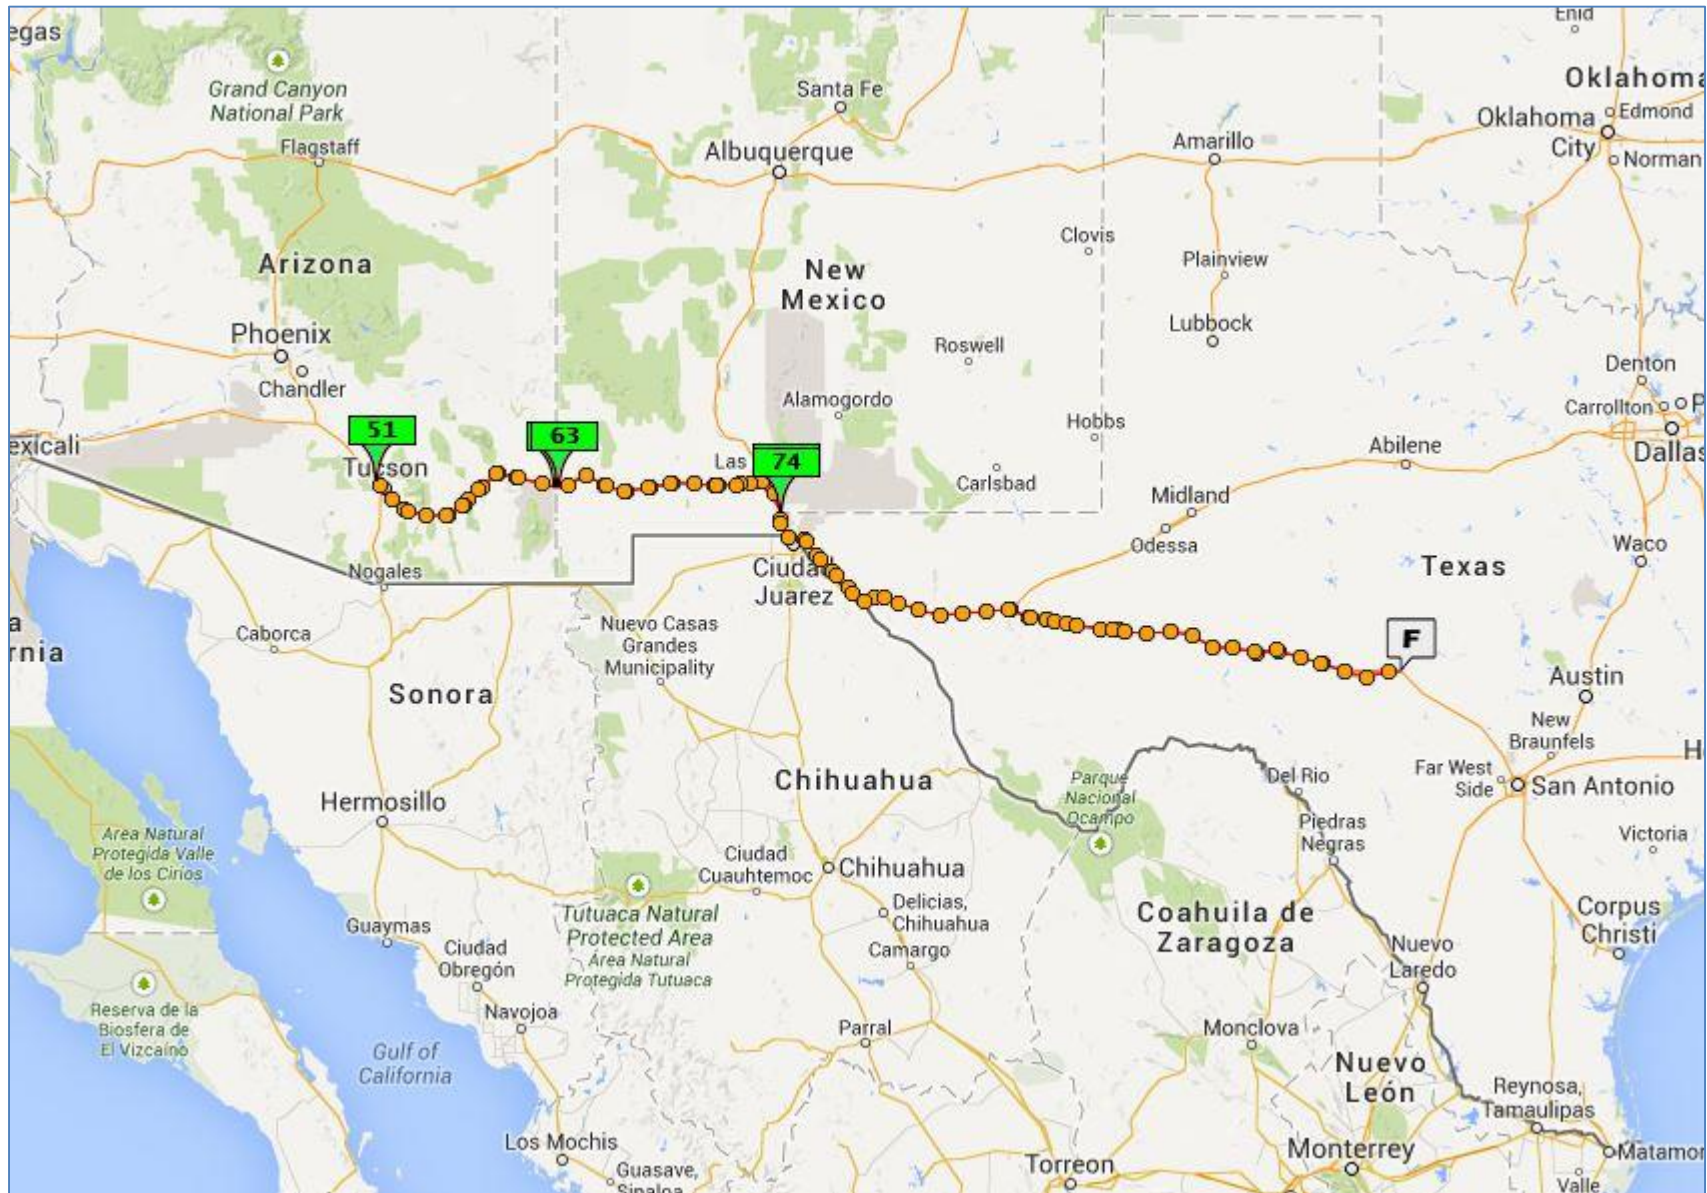 egas
Grand Canyon
National Park
Flagstaff
Santa Fe
Albuquerque
Amarillo
Enid
Oklahoma
Edmond
Oklahoma
City
Norman
Arizona
New
Mexico
Clovis
Plainview
Lubbock
Phoenix
Chandler
Roswell
Alamogordo
Hobbs
Carlsbad
Denton
Carrollton
P
Dallas
Abilene
exicali
51
Tucson
63
Las
74
Midland
Odessa
Waco
Texas
Nogales
Ciudad
Juarez
a
rnia
Caborca
Nuevo Casas
Grandes
Municipality
Sonora
F
Austin
New
Braunfels
H
Far West
Side
San Antonio
Del Rio
Chihuahua
Parque
Nacional
Ocampo
Piedras
Negras
Victoria
Hermosillo
Área Natural
Protegida Valle
de los Cirios
Ciudad
Cuauhtemoc
Chihuahua
Delicias,
Chihuahua
Camargo
Tutuaca Natural
Protected Area
Área Natural
Protegida Tutuaca
Coahuila de
Zaragoza
Corpus
Christi
Nuevo
Laredo
Guaymas
Ciudad
Obregón
Navojoa
Reserva de la
Biosfera de
El Vizcaíno
Gulf of
California
Parral
Monclova
Nuevo
León
Reynosa,
Tamaulipas
Los Mochis
Guasave,
Sinaloa
Torreon
Monterrey
Matamor
Valle